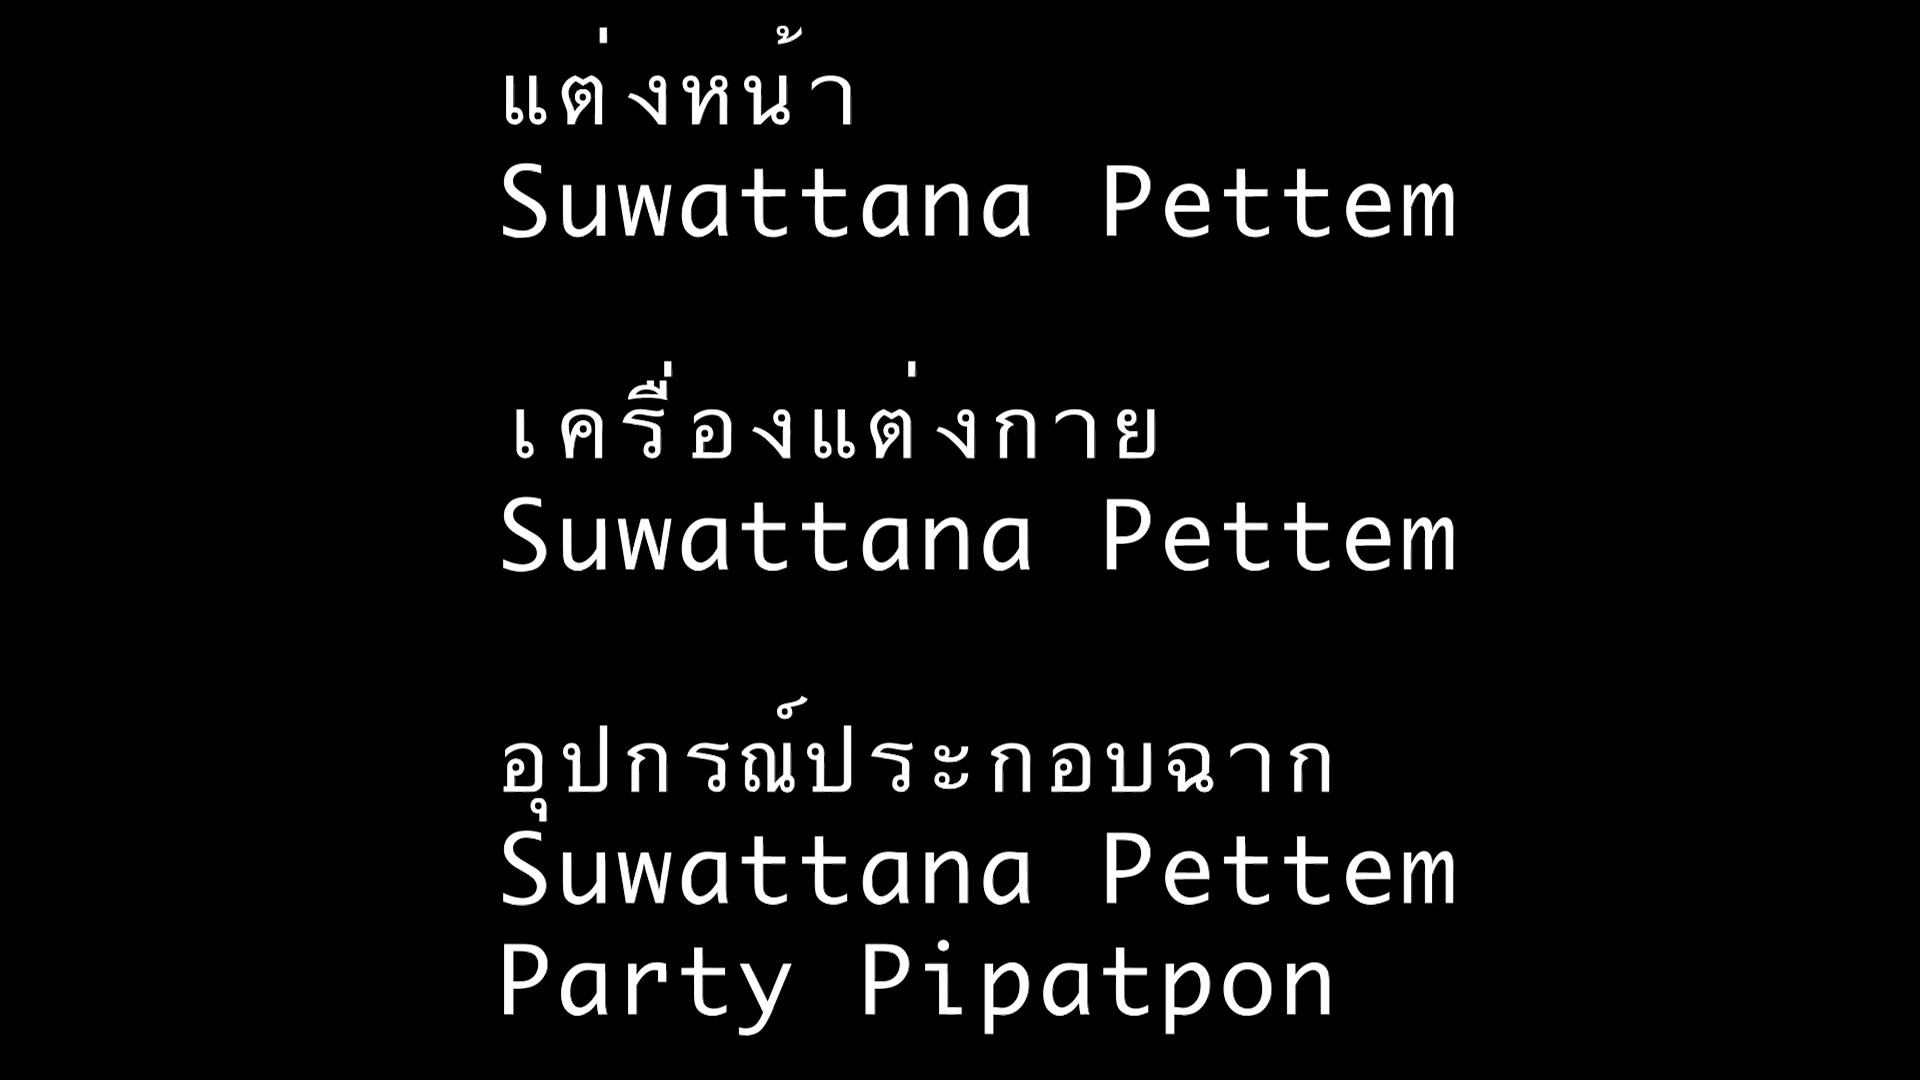 แต่งหน้า
Suwattana Pettem
เครื่องแต่งกาย
Suwattana Pettem
อุปกรณ์ประกอบฉาก
Suwattana Pettem
Party Pipatpon